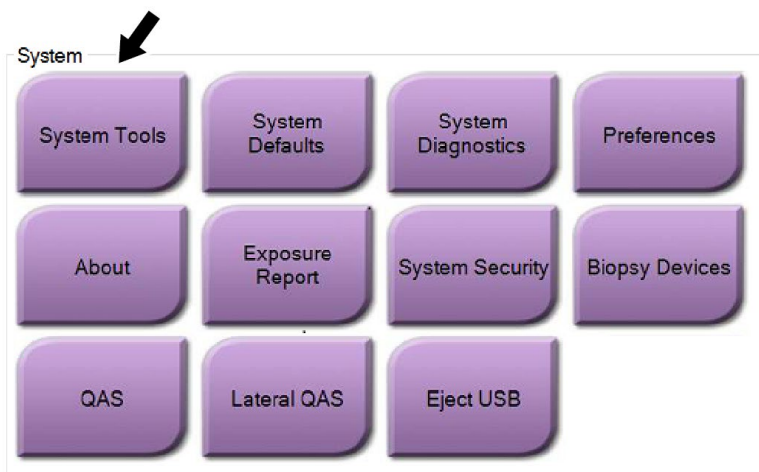 System
System Tools
System
Defaults
System
Diagnostics
Preferences
About
Exposure
Report
System Security
Biopsy Devices
QAS
Lateral QAS
Eject USB